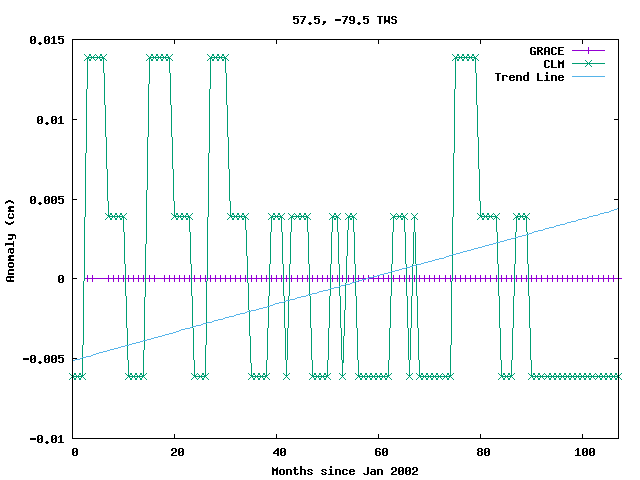 57.5, -79.5 TWS
0.015
GRACE
CLM
Trend Line
0.01
0.005
Anomaly (cm)
0
-0.005
-0.01
0 20 40 60 80 100
Months since Jan 2002